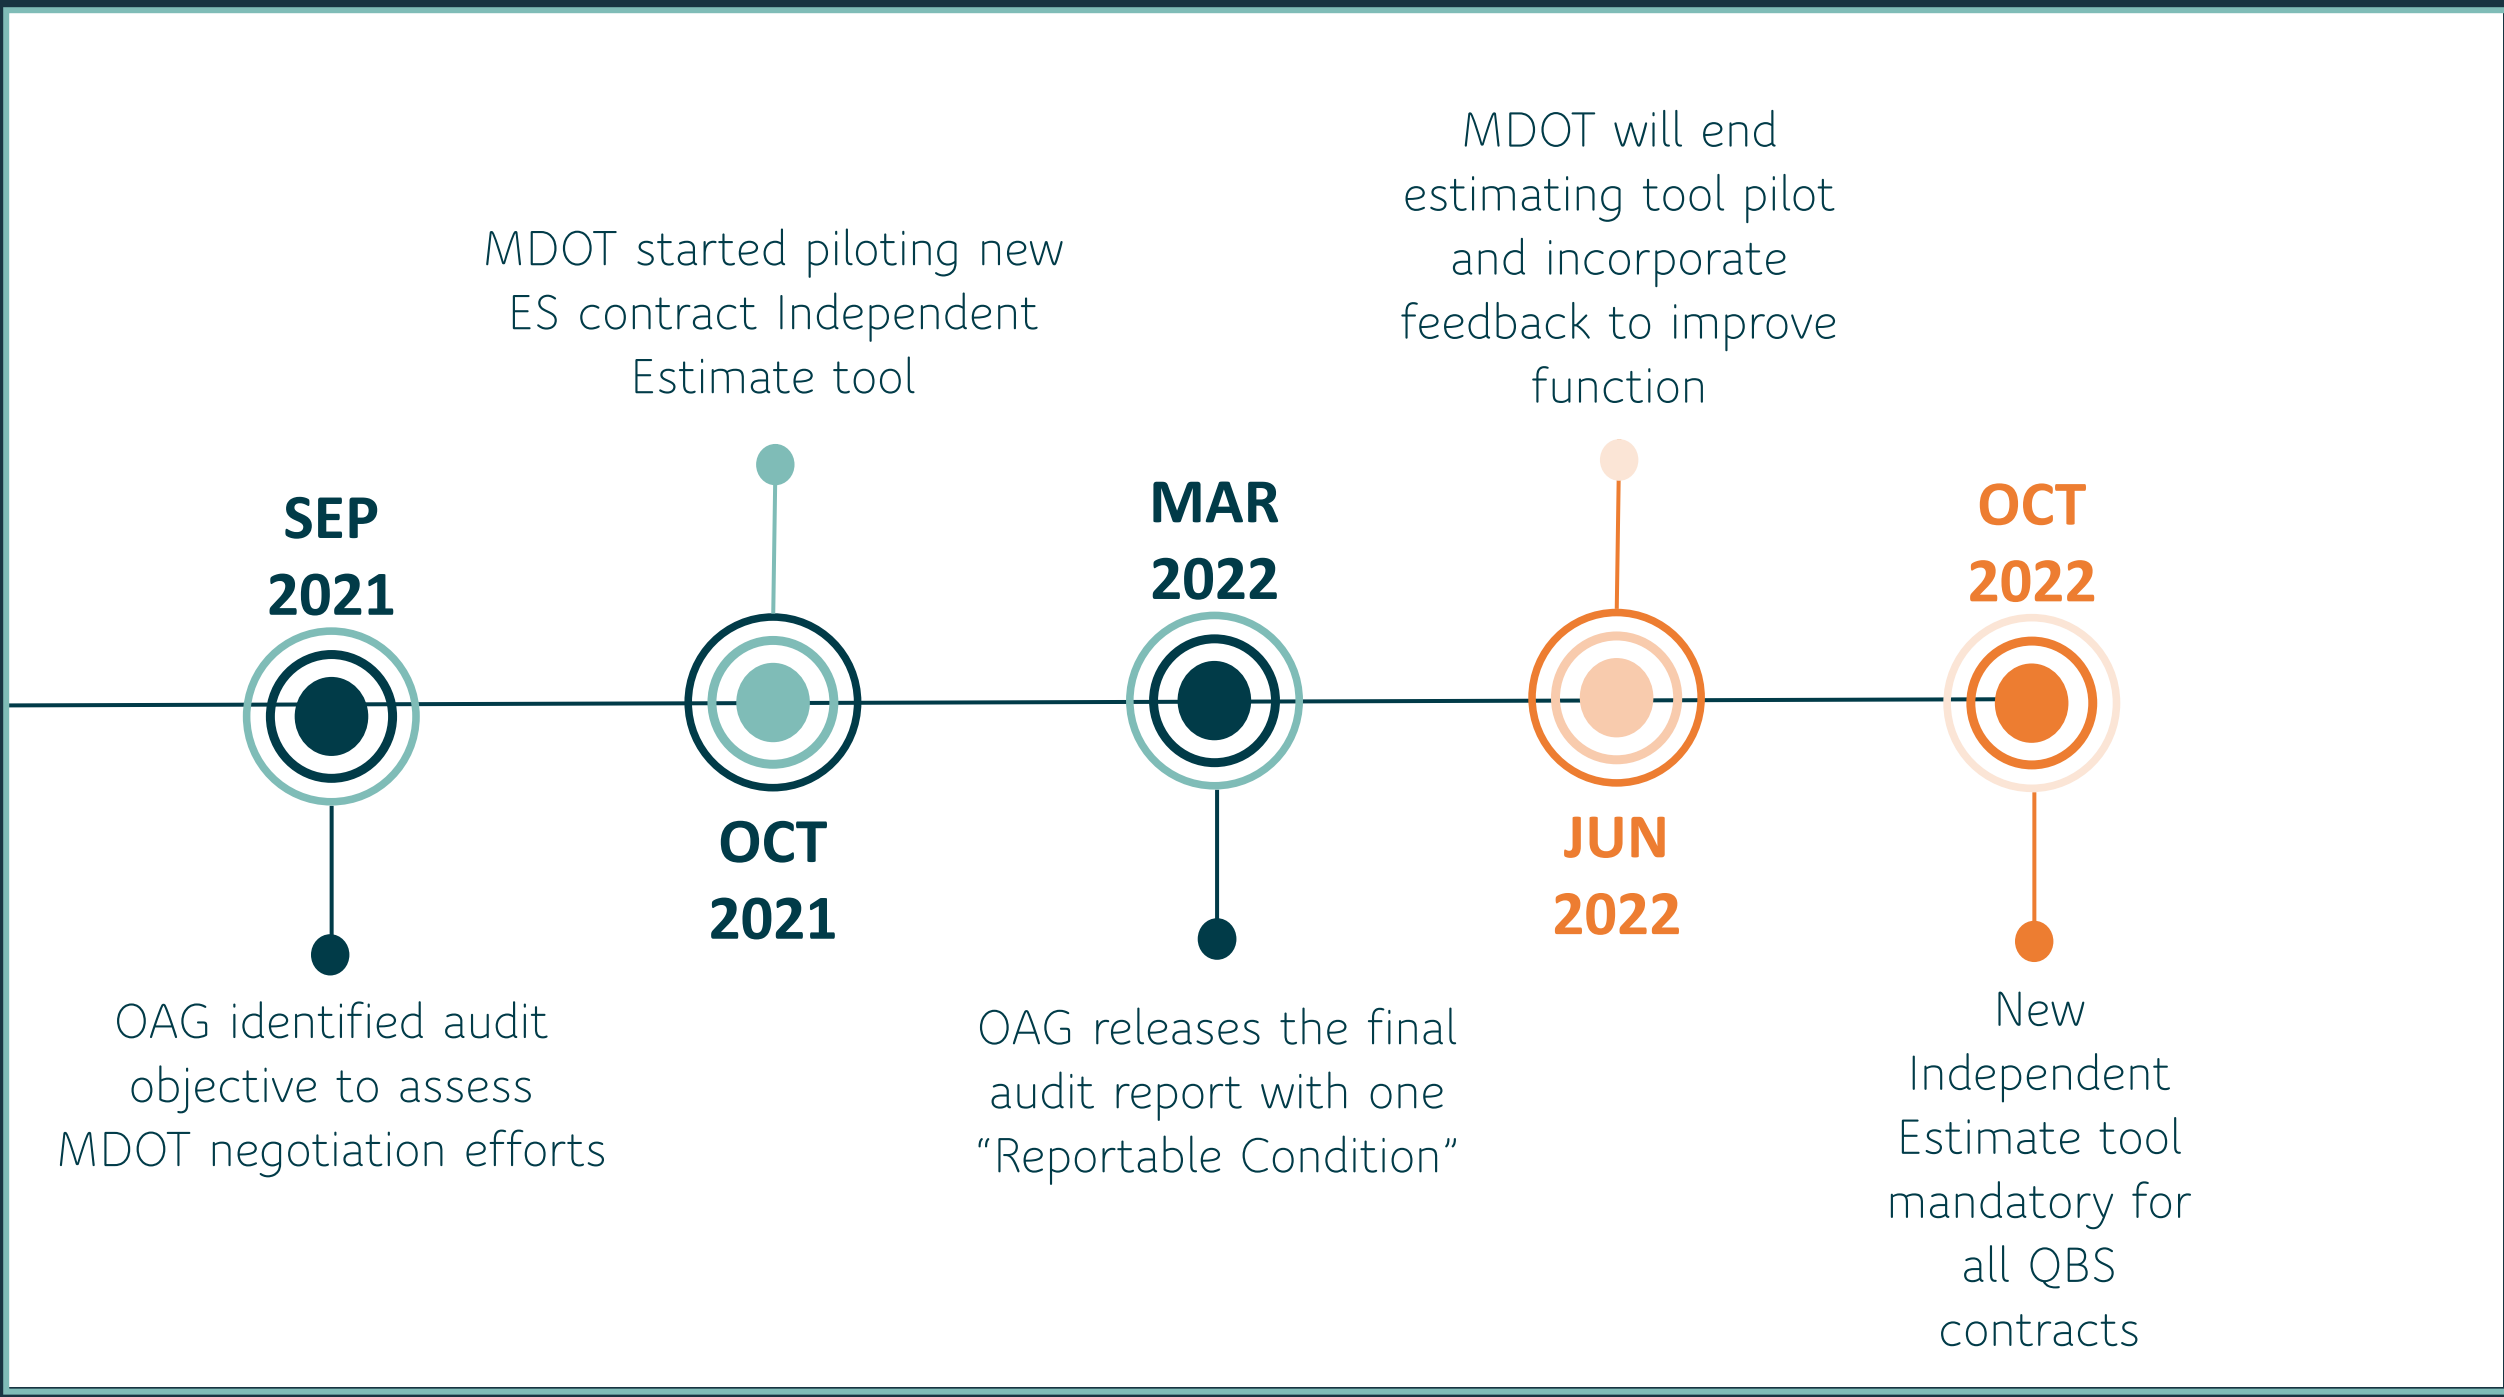 SEP
2021
OAG identified audit
objective to assess
MDOT negotiation efforts
MDOT started piloting new
ES contract Independent
Estimate tool
OCT
2021
MAR
2022
OAG releases the final
audit report with one
“Reportable Condition”
MDOT will end
estimating tool pilot
and incorporate
feedback to improve
function
JUN
2022
OCT
2022
New
Independent
Estimate tool
mandatory for
all QBS
contracts